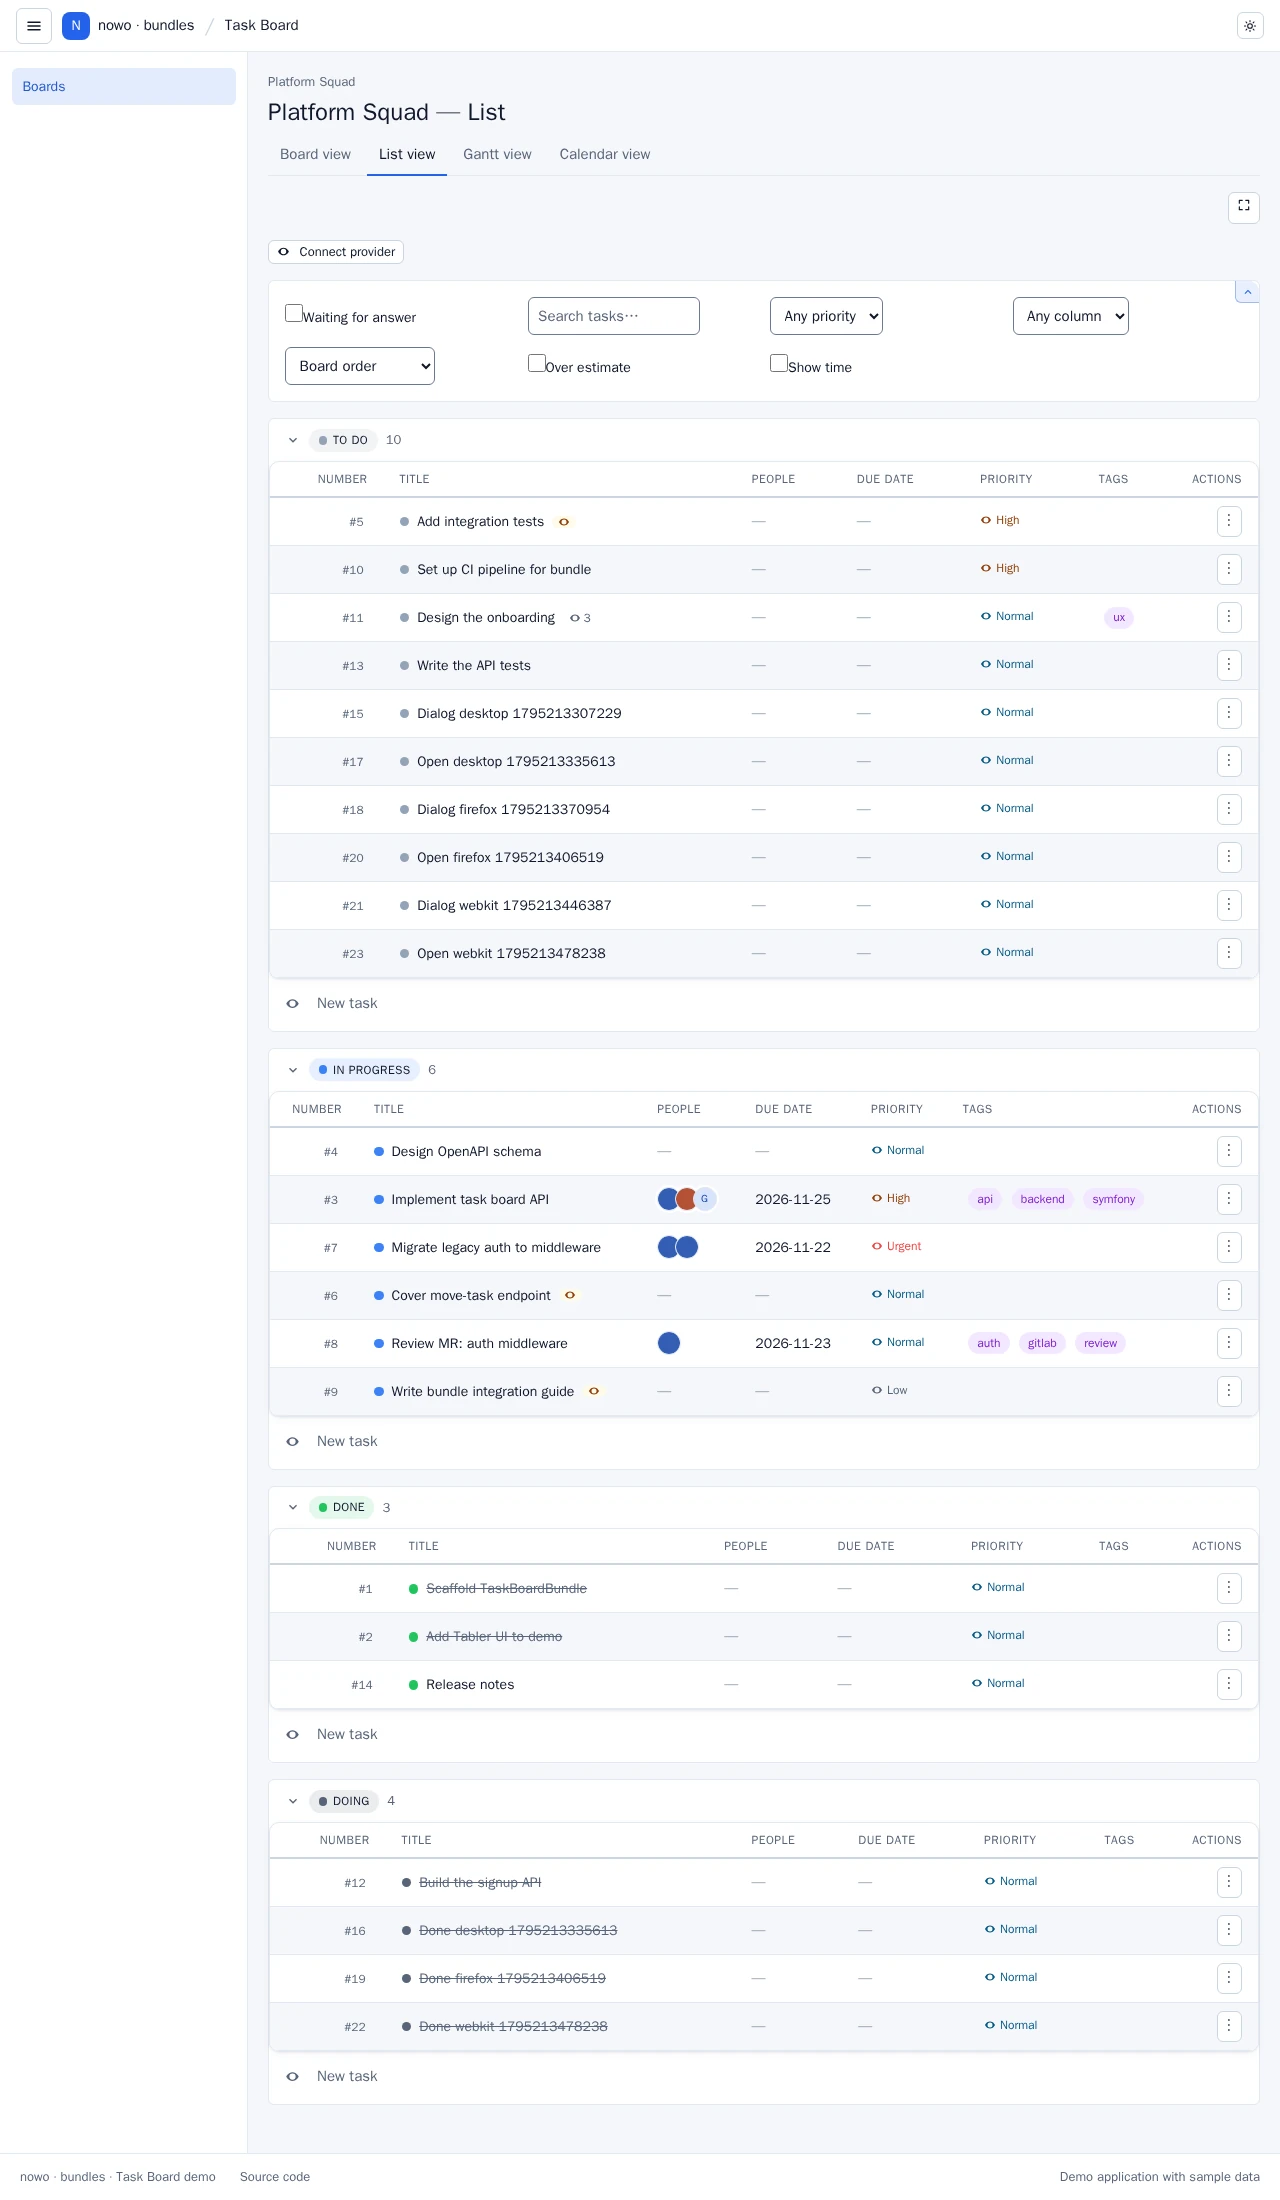 N nowo · bundles / Task Board
Boards
Platform Squad
Platform Squad — List
Board view List view Gantt view Calendar view
Connect provider
Waiting for answer Search tasks··· Any priority Any column
Board order Over estimate Show time
TO DO 10
NUMBER TITLE PEOPLE DUE DATE PRIORITY TAGS ACTIONS
#5 Add integration tests — — High
#10 Set up CI pipeline for bundle — — High
#11 Design the onboarding 3 — — Normal ux
#13 Write the API tests — — Normal
#15 Dialog desktop 1795213307229 — — Normal
#17 Open desktop 1795213335613 — — Normal
#18 Dialog firefox 1795213370954 — — Normal
#20 Open firefox 1795213406519 — — Normal
#21 Dialog webkit 1795213446387 — — Normal
#23 Open webkit 1795213478238 — — Normal
New task
IN PROGRESS 6
NUMBER TITLE PEOPLE DUE DATE PRIORITY TAGS ACTIONS
#4 Design OpenAPI schema — — Normal
#3 Implement task board API G 2026-11-25 High api backend symfony
#7 Migrate legacy auth to middleware 2026-11-22 Urgent
#6 Cover move-task endpoint — — Normal
#8 Review MR: auth middleware 2026-11-23 Normal auth gitlab review
#9 Write bundle integration guide — — Low
New task
DONE 3
NUMBER TITLE PEOPLE DUE DATE PRIORITY TAGS ACTIONS
#1 Scaffold TaskBoardBundle — — Normal
#2 Add Tabler UI to demo — — Normal
#14 Release notes — — Normal
New task
DOING 4
NUMBER TITLE PEOPLE DUE DATE PRIORITY TAGS ACTIONS
#12 Build the signup API — — Normal
#16 Done desktop 1795213335613 — — Normal
#19 Done firefox 1795213406519 — — Normal
#22 Done webkit 1795213478238 — — Normal
New task
nowo · bundles · Task Board demo Source code Demo application with sample data